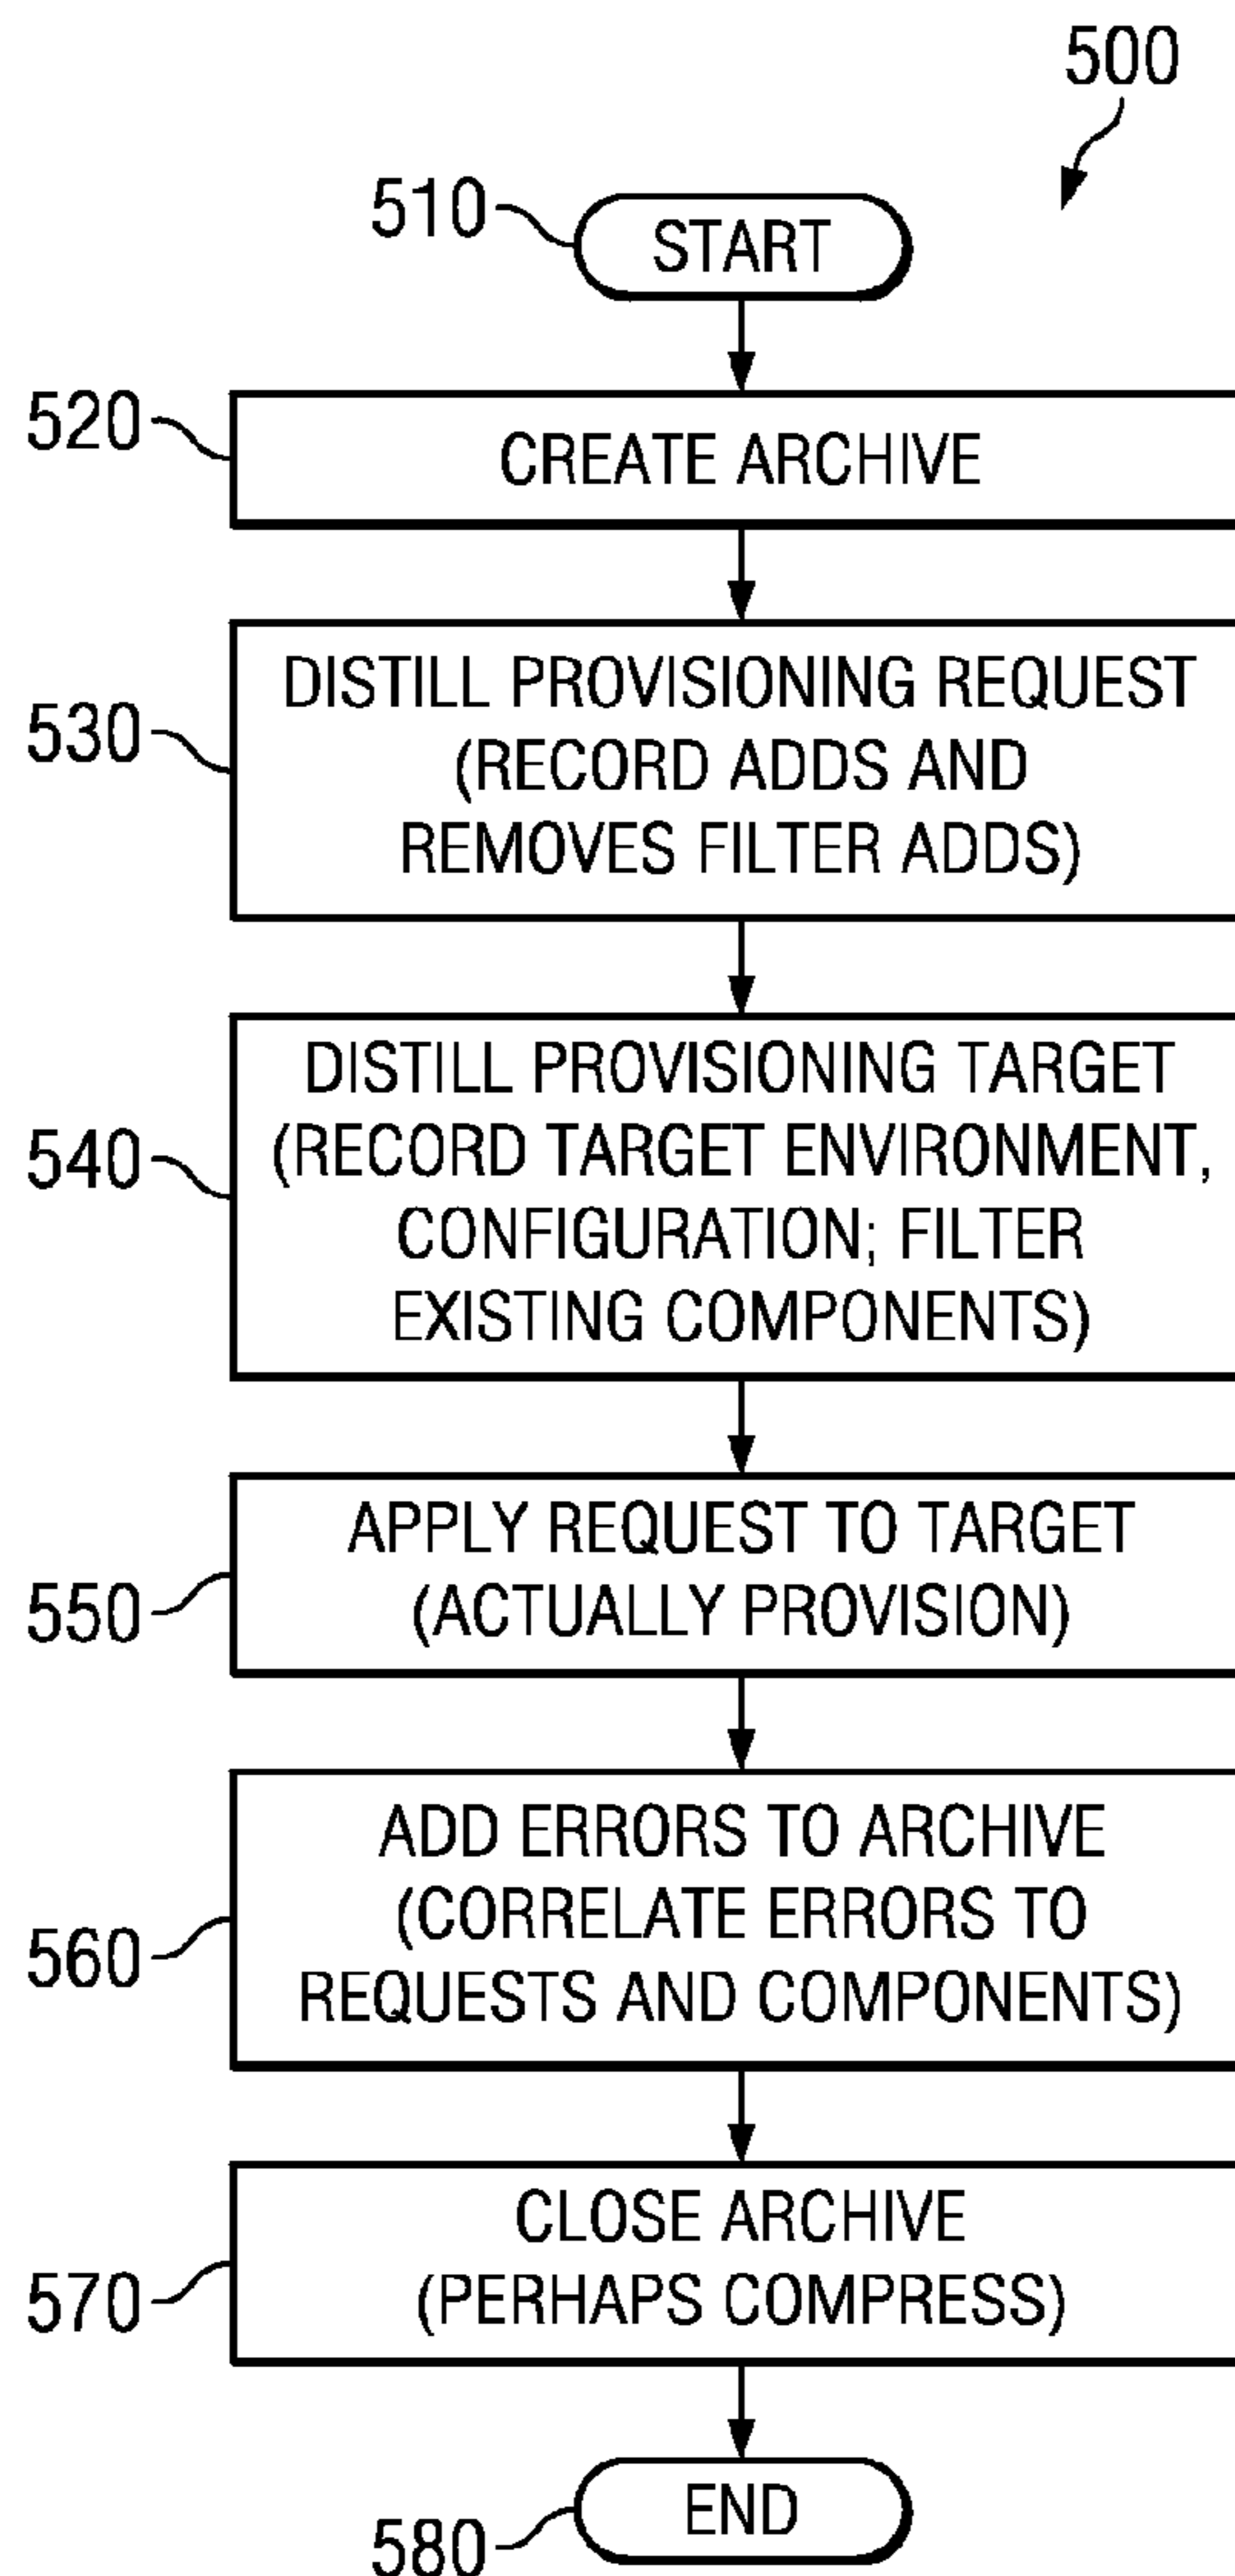 500
510
START
520
CREATE ARCHIVE
530
DISTILL PROVISIONING REQUEST
(RECORD ADDS AND
REMOVES FILTER ADDS)
540
DISTILL PROVISIONING TARGET
(RECORD TARGET ENVIRONMENT,
CONFIGURATION; FILTER
EXISTING COMPONENTS)
550
APPLY REQUEST TO TARGET
(ACTUALLY PROVISION)
560
ADD ERRORS TO ARCHIVE
(CORRELATE ERRORS TO
REQUESTS AND COMPONENTS)
570
CLOSE ARCHIVE
(PERHAPS COMPRESS)
580
END